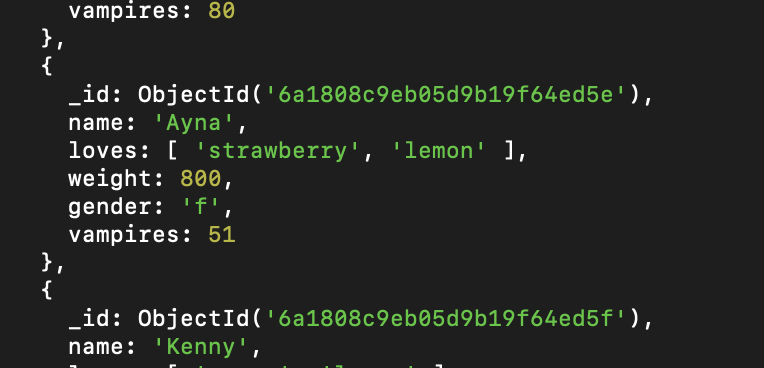 vampires: 80
},
{
_id: ObjectId('6a1808c9eb05d9b19f64ed5e'),
name: 'Ayna',
loves: [ 'strawberry', 'lemon' ],
weight: 800,
gender: 'f',
vampires: 51
},
{
_id: ObjectId('6a1808c9eb05d9b19f64ed5f'),
name: 'Kenny',